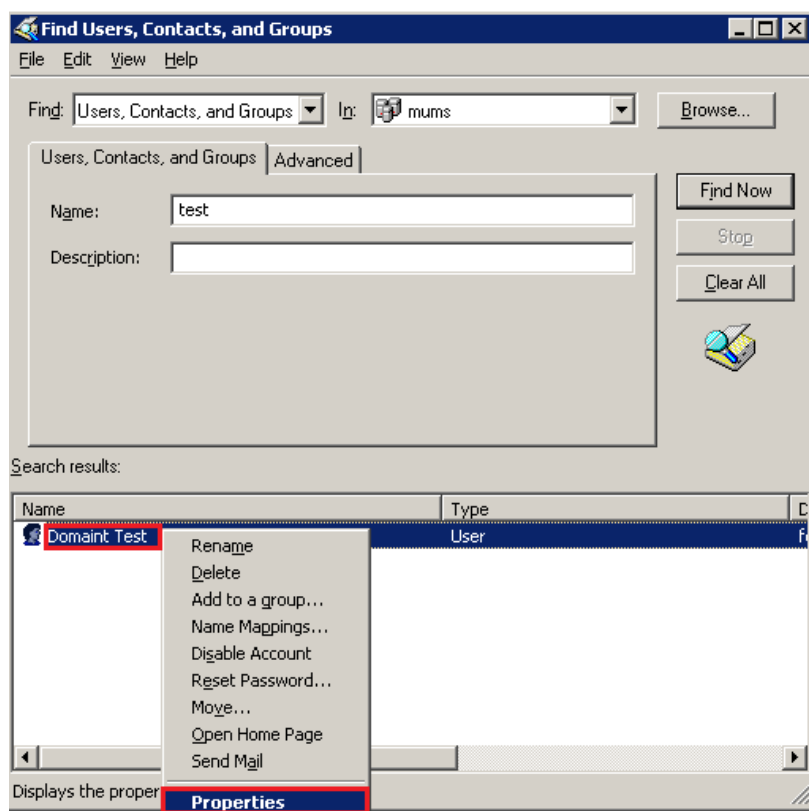 Find Users, Contacts, and Groups
File Edit View Help
Find: Users, Contacts, and Groups In: mums Browse...
Users, Contacts, and Groups Advanced
Name: test
Description:
Find Now
Stop
Clear All
Search results:
Name Type
Domaint Test User
Rename
Delete
Add to a group...
Name Mappings...
Disable Account
Reset Password...
Move...
Open Home Page
Send Mail
Displays the proper
Properties